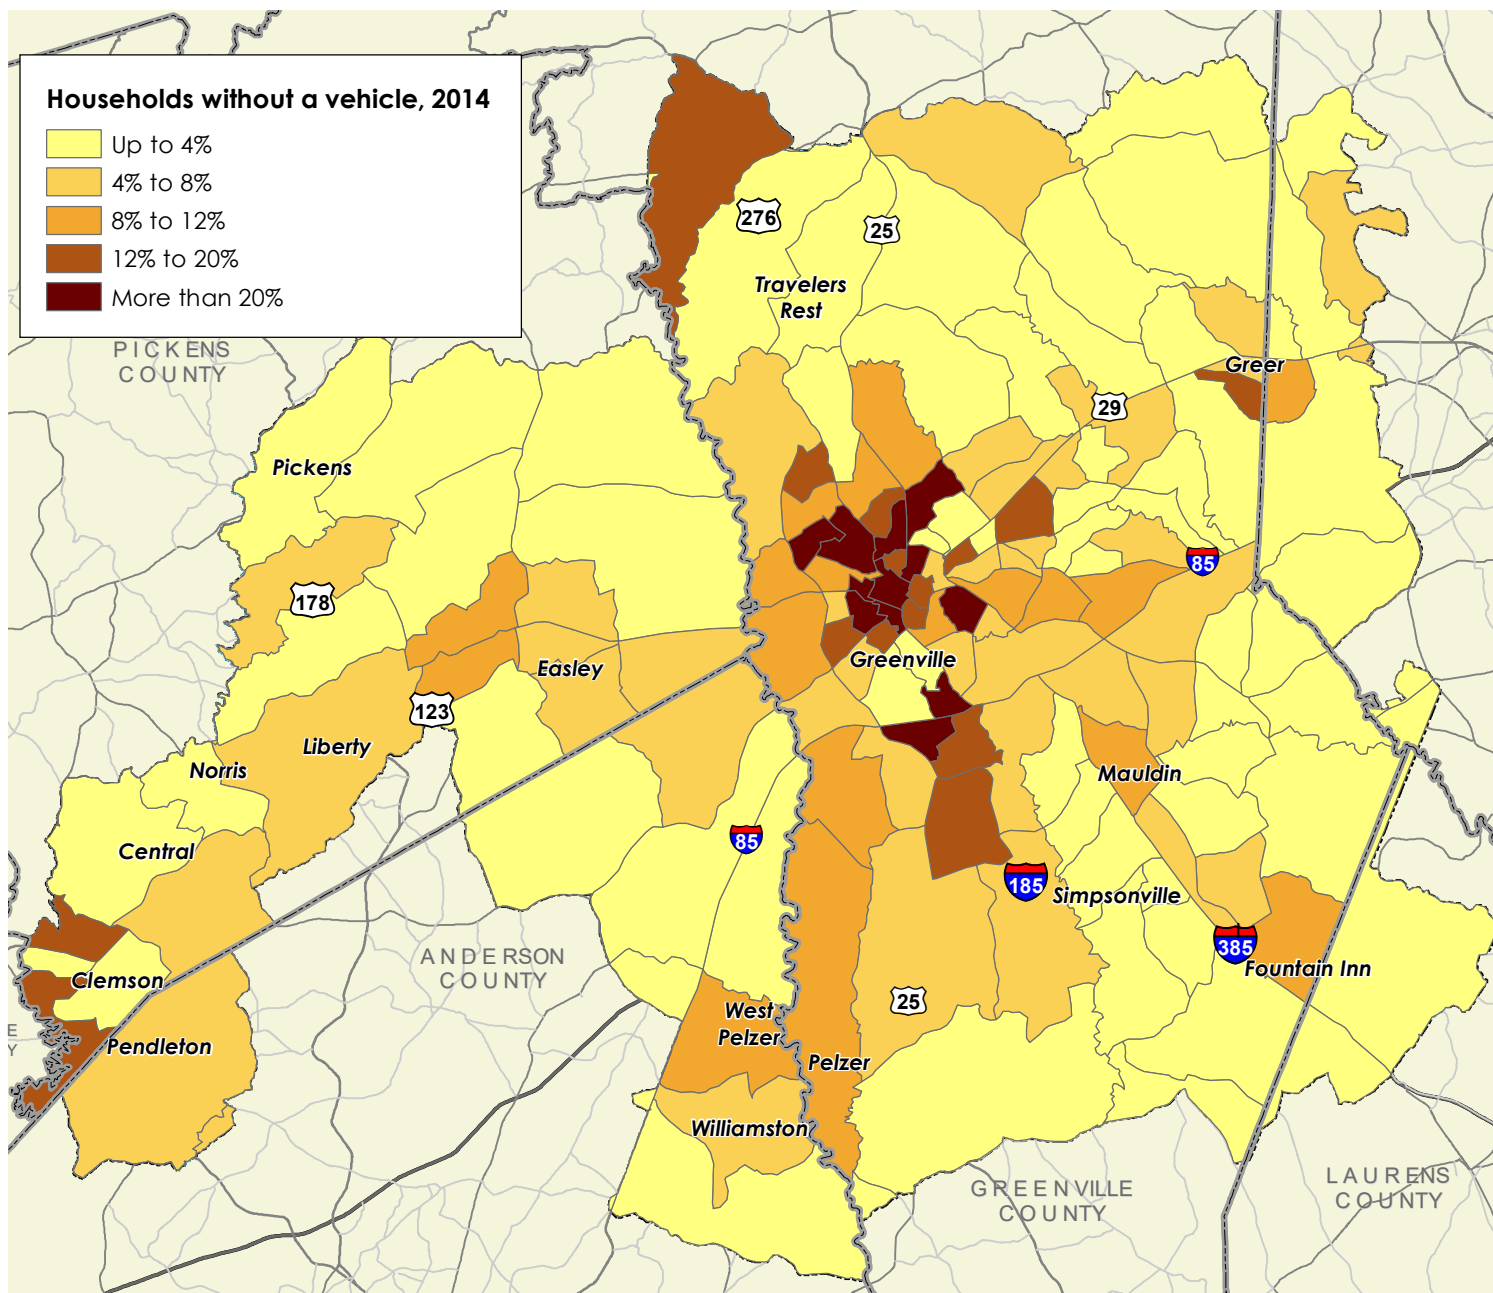 Households without a vehicle, 2014
Up to 4%
4% to 8%
8% to 12%
12% to 20%
More than 20%
276
25
Travelers
Rest
PICKENS
COUNTY
Greer
29
Pickens
85
178
Greenville
Easley
123
Liberty
Norris
Mauldin
85
Central
185
Simpsonville
385
ANDERSON
COUNTY
Fountain Inn
Clemson
25
West
Pelzer
E
Y
Pendleton
Pelzer
Williamston
GREENVILLE
COUNTY
LAURENS
COUNTY